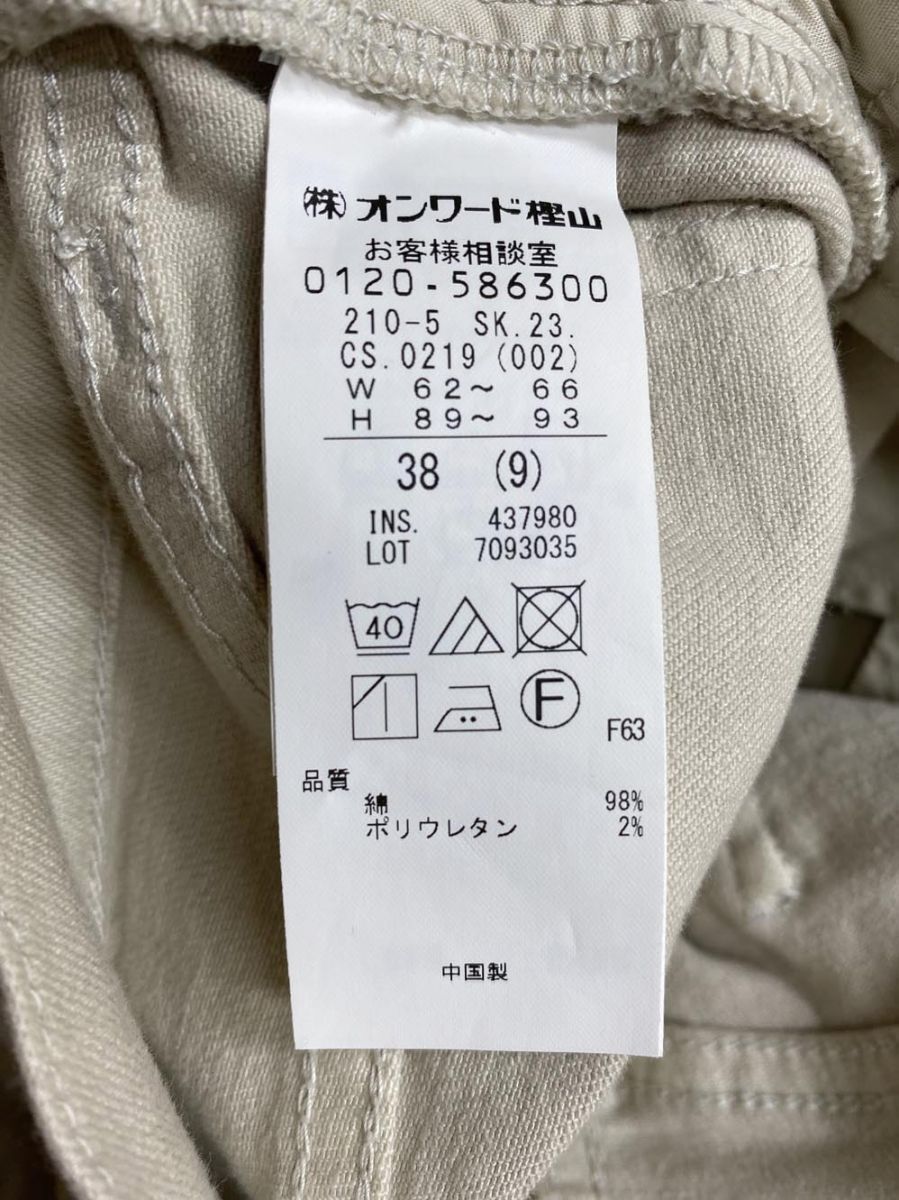 ㈱オンワード樫山
お客様相談室
0120-586300
210-5 SK.23.
CS.0219 (002)
W 62〜 66
H 89〜 93
38 (9)
INS. 437980
LOT 7093035
40
F
F63
品質
綿 98%
ポリウレタン 2%
中国製